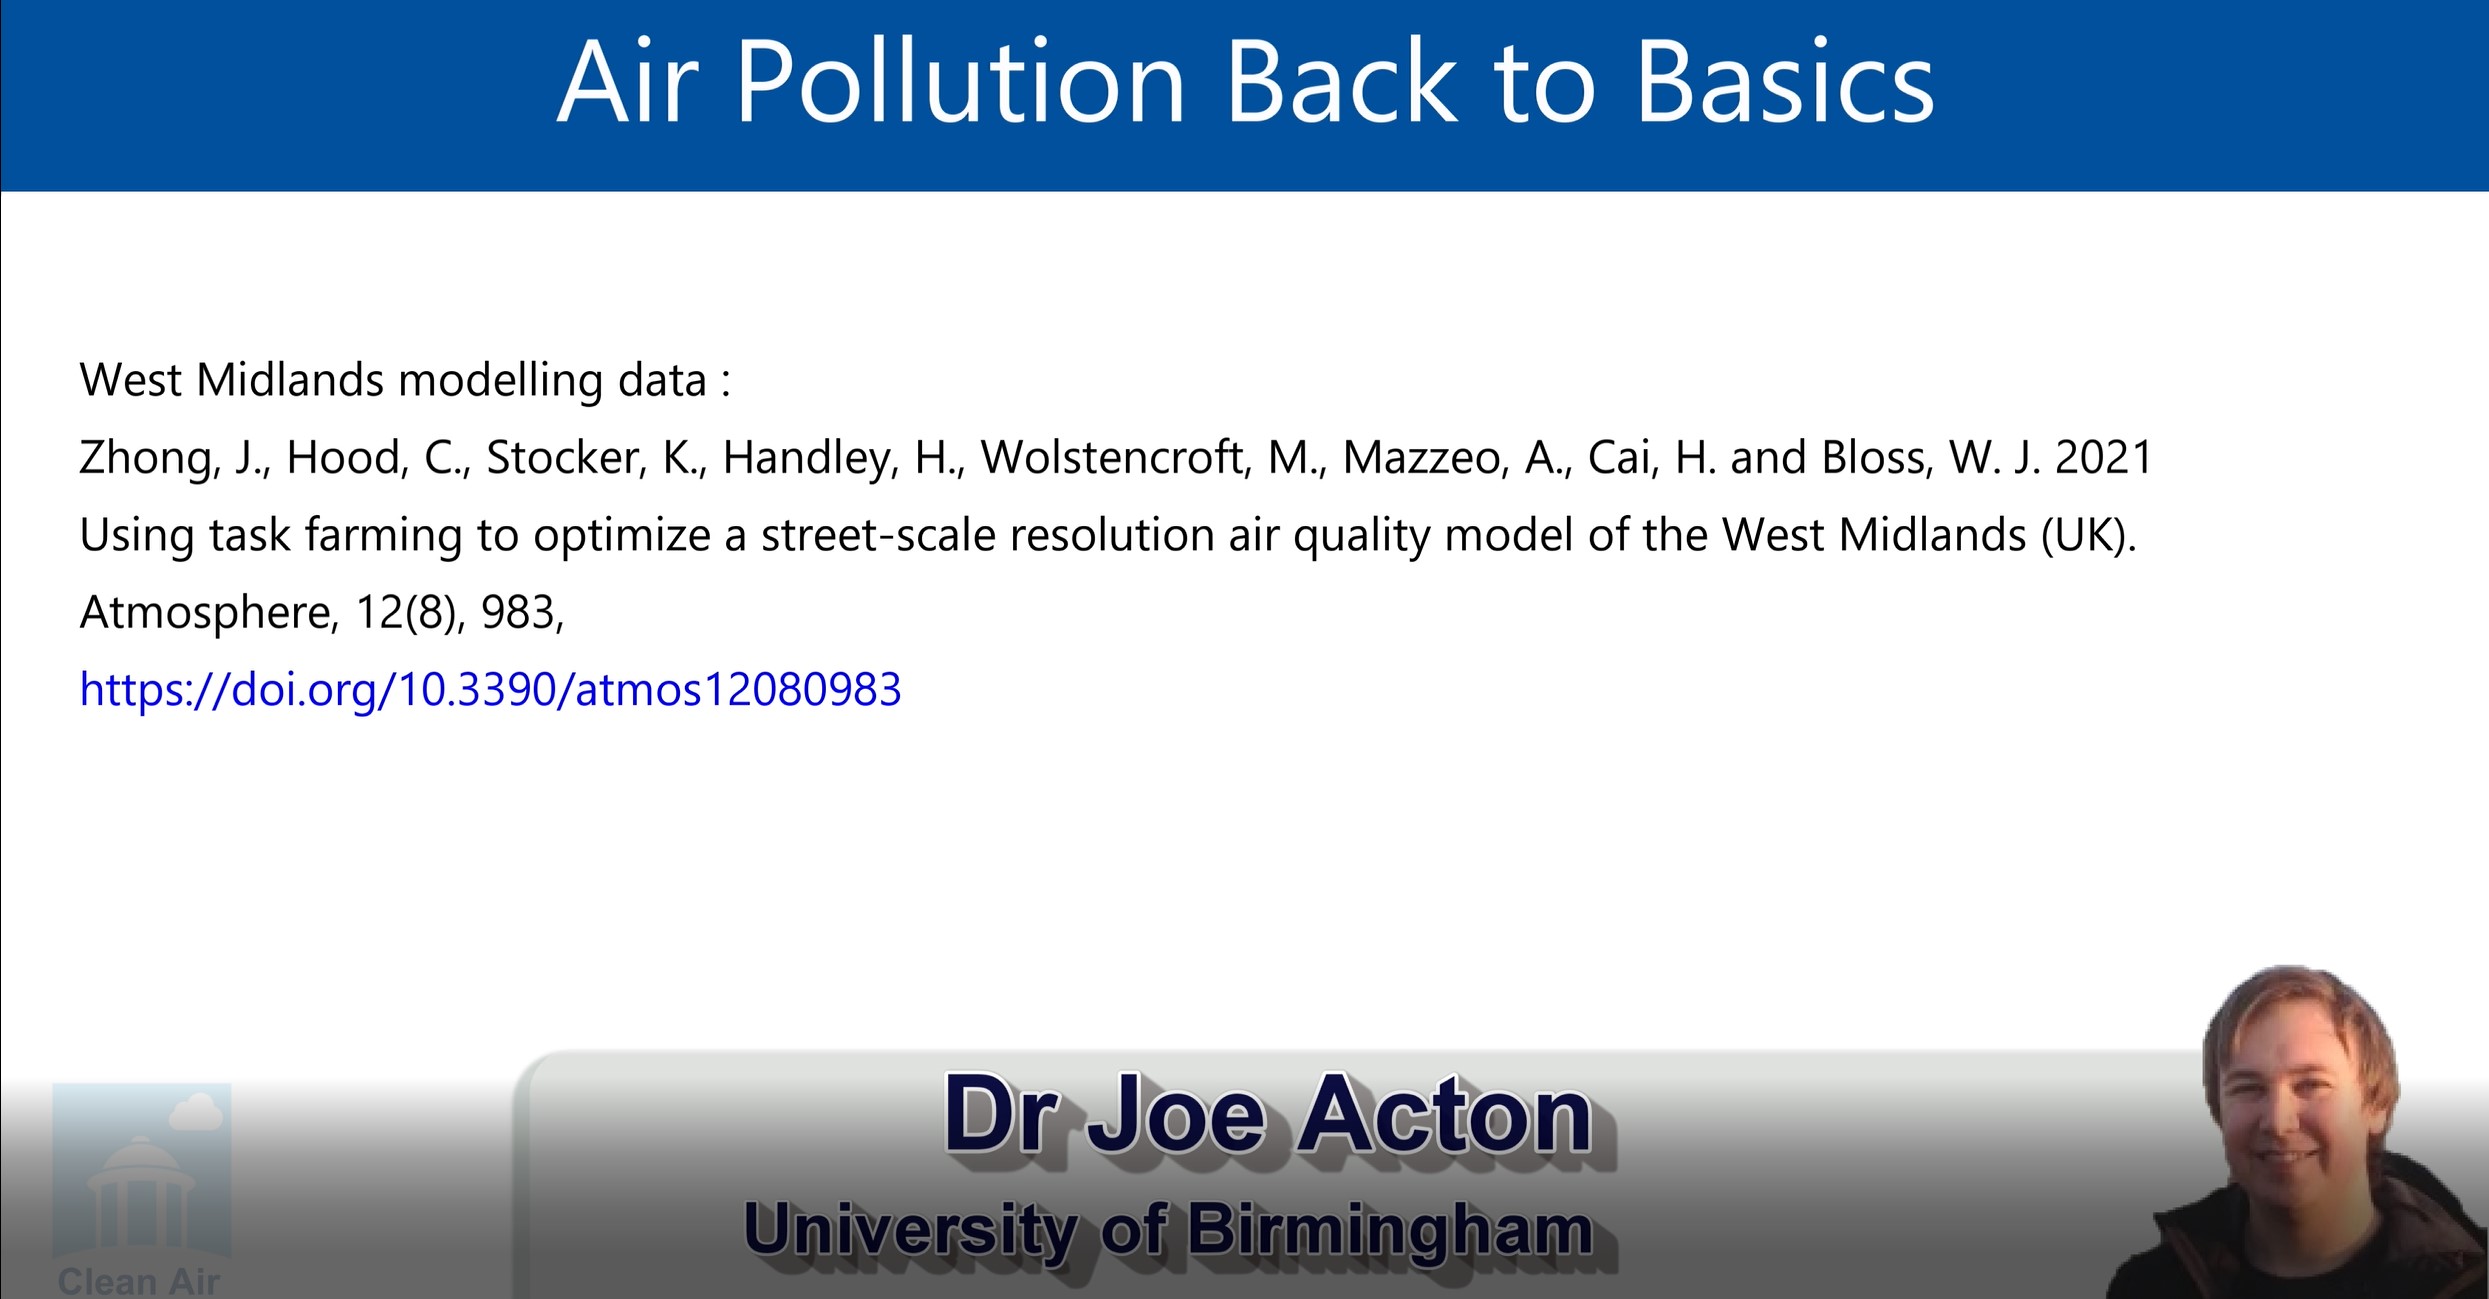 Air Pollution Back to Basics
West Midlands modelling data :
Zhong, J., Hood, C., Stocker, K., Handley, H., Wolstencroft, M., Mazzeo, A., Cai, H. and Bloss, W. J. 2021
Using task farming to optimize a street-scale resolution air quality model of the West Midlands (UK).
Atmosphere, 12(8), 983,
https://doi.org/10.3390/atmos12080983
Dr Joe Acton
University of Birmingham
Clean Air